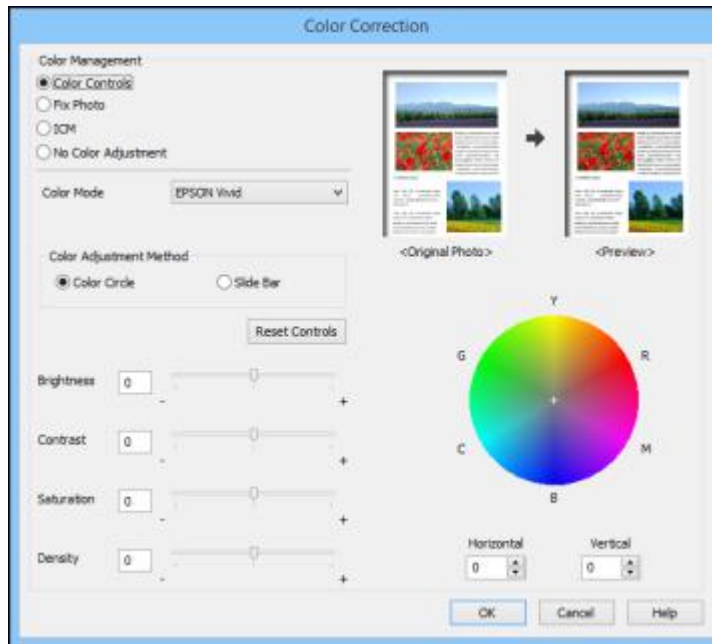 Color Correction
Color Management
Color Controls
Fix Photo
ICM
No Color Adjustment
Color Mode
EPSON Vivid
<Original Photo>
<Preview>
Color Adjustment Method
Color Circle
Slide Bar
Reset Controls
Y
G
R
C
M
B
Brightness
0
-
+
Contrast
0
-
+
Saturation
0
-
+
Density
0
-
+
Horizontal
Vertical
0
0
OK
Cancel
Help